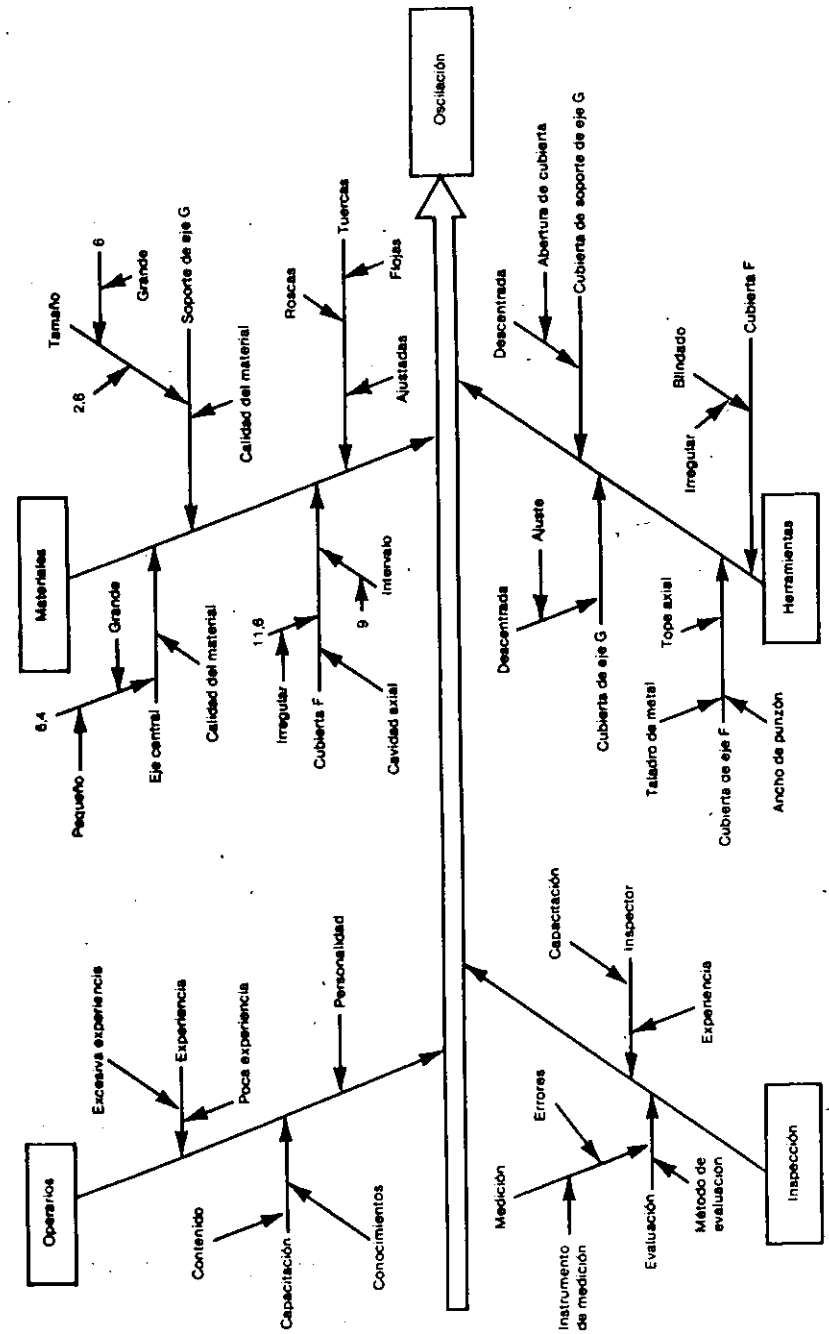 Operarios
Excesiva experiencis
Experiencia
Poca experiencia
Contenido
Capacitación
Conocimientos
Personalidad
Materiales
6,4
Pequeño
Grande
Eje central
Calidad del material
Tamaño
2,6
6
Grande
Soporte de eje G
Calidad del material
11,6
Irregular
Cubierta F
Cavidad axial
9
Intervalo
Roscas
Tuercas
Ajustadas
Flojas
Oscilación
Inspección
Medición
Errores
Instrumento
de medición
Evaluación
Método de
evaluación
Capacitación
Inspector
Experiencia
Herramientas
Descentrada
Ajuste
Cubierta de eje G
Descentrada
Abertura de cubierta
Cubierta de soporte de eje G
Taladro de metal
Tope axial
Cubierta de eje F
Ancho de punzón
Irregular
Blindado
Cubierta F